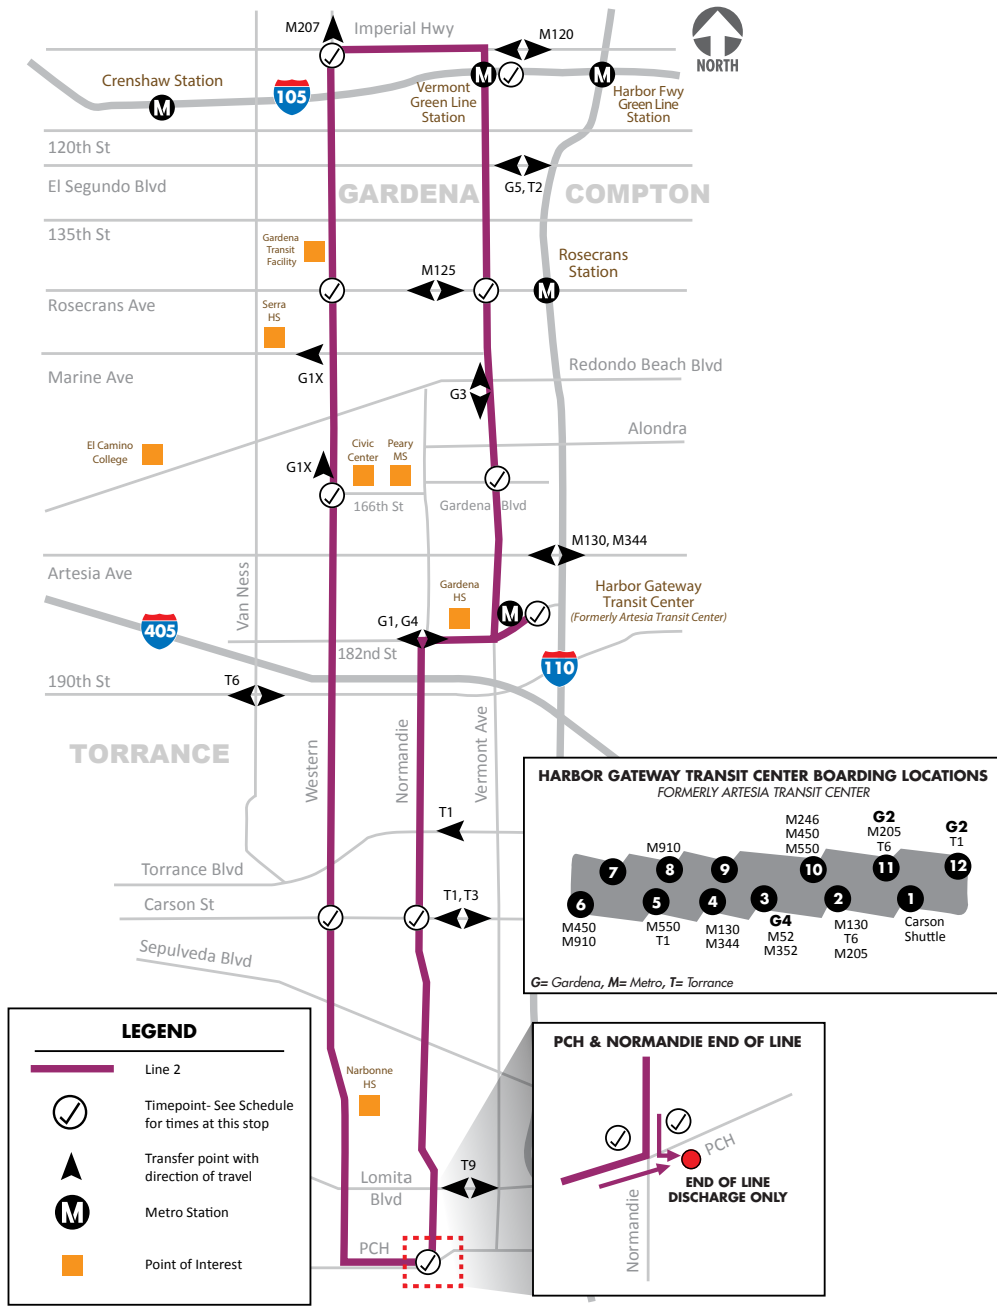 M207
Imperial Hwy
M120
NORTH
Crenshaw Station
M
105
M
Vermont
Green Line
Station
M
Harbor Fwy
Green Line
Station
120th St
El Segundo Blvd
G5, T2
GARDENA
COMPTON
135th St
Gardena
Transit
Facility
M125
Rosecrans
Station
M
Rosecrans Ave
Serra
HS
Marine Ave
G1X
Redondo Beach Blvd
G3
Alondra
El Camino
College
G1X
Civic
Center
Peary
MS
166th St
Gardena Blvd
M130, M344
Artesia Ave
Van Ness
Gardena
HS
M
Harbor Gateway
Transit Center
(Formerly Artesia Transit Center)
405
G1, G4
182nd St
110
190th St
T6
TORRANCE
Western
Normandie
Vermont Ave
T1
Torrance Blvd
Carson St
T1, T3
Sepulveda Blvd
HARBOR GATEWAY TRANSIT CENTER BOARDING LOCATIONS
FORMERLY ARTESIA TRANSIT CENTER
M910
M246
M450
M550
G2
M205
T6
G2
T1
7
8
9
10
11
12
6
5
4
3
2
1
M450
M910
M550
T1
M130
M344
G4
M52
M352
M130
T6
M205
Carson
Shuttle
G= Gardena, M= Metro, T= Torrance
LEGEND
Line 2
Timepoint- See Schedule
for times at this stop
Transfer point with
direction of travel
M
Metro Station
Point of Interest
Narbonne
HS
T9
Lomita
Blvd
PCH
PCH & NORMANDIE END OF LINE
PCH
END OF LINE
DISCHARGE ONLY
Normandie